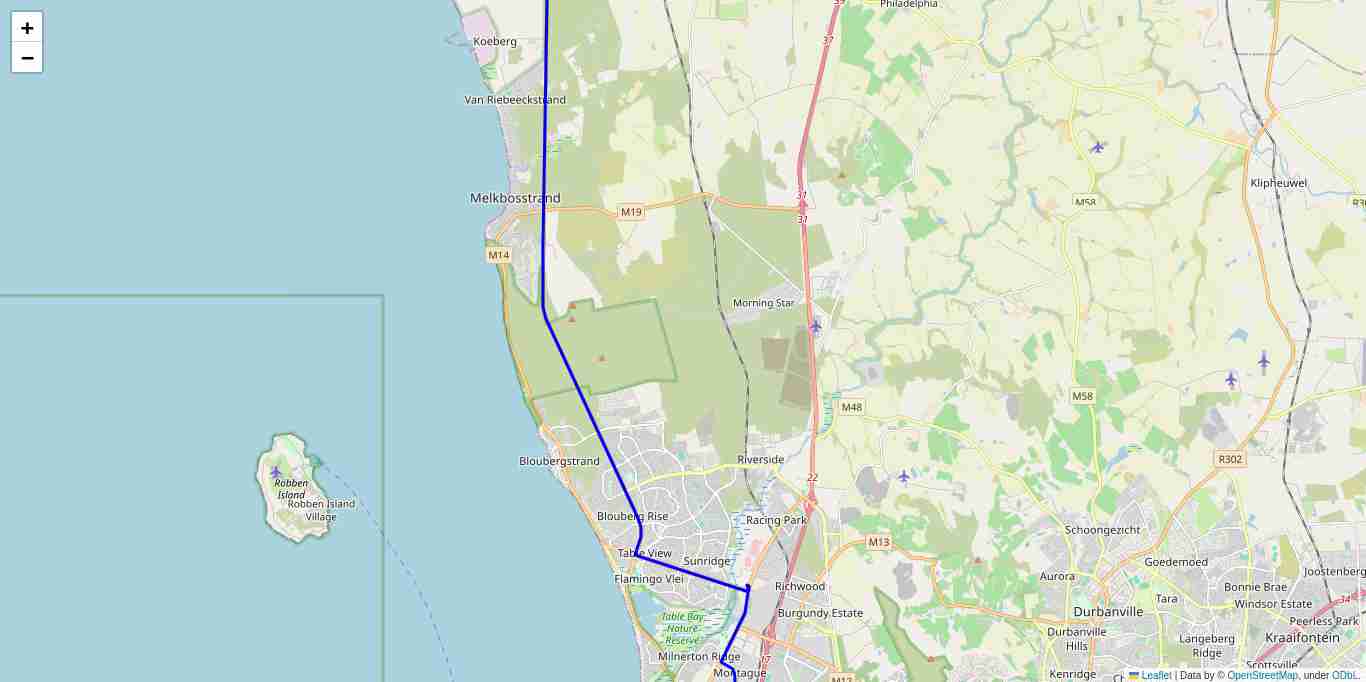 +
−
Philadelphia
33
37
Koeberg
Van Riebeeckstrand
M58
Klipheuwel
Melkbosstrand
31
M19
31
M14
Morning Star
M58
M48
Bloubergstrand
Riverside
R302
22
Robben
Island
Robben Island
Village
Blouberg Rise
Racing Park
Schoongezicht
M13
Table View
Sunridge
Goedemoed
Joostenberg
Flamingo Vlei
Richwood
Aurora
Bonnie Brae
Tara
Windsor Estate
34
Table Bay
Nature
Reserve
Burgundy Estate
Durbanville
Peerless Park
Durbanville
Hills
Langeberg
Ridge
Kraaifontein
Milnerton Ridge
17
Scottsville
Montague
M12
Kenridge
Leaflet | Data by © OpenStreetMap, under ODbL.